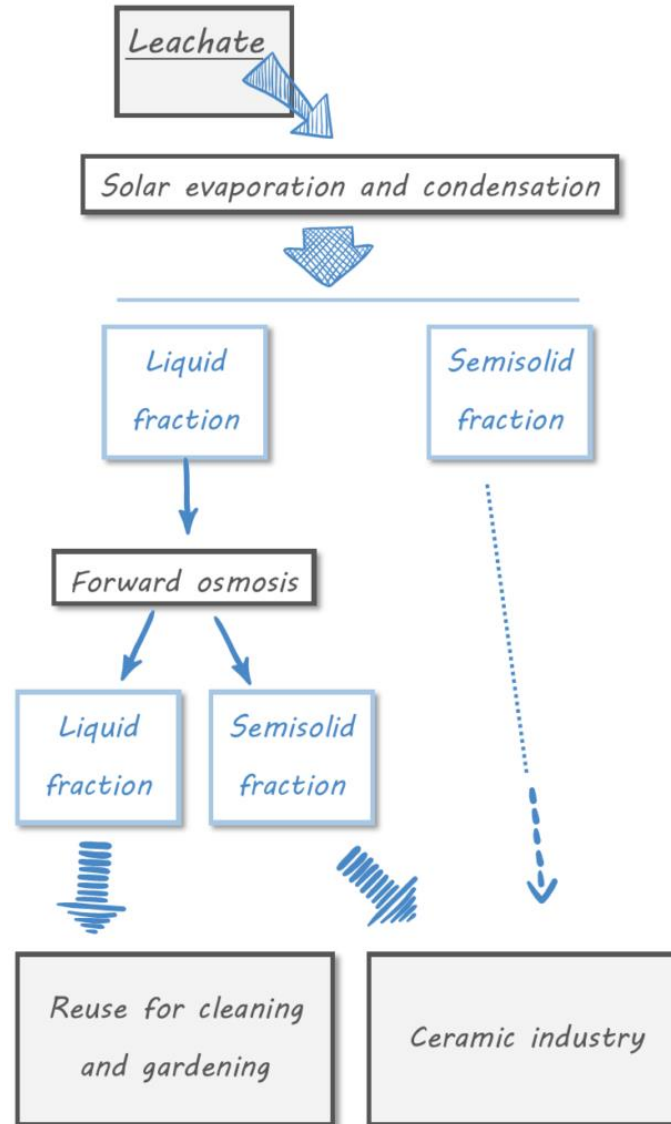 Leachate
Solar evaporation and condensation
Liquid
fraction
Semisolid
fraction
Forward osmosis
Liquid
fraction
Semisolid
fraction
Reuse for cleaning
and gardening
Ceramic industry